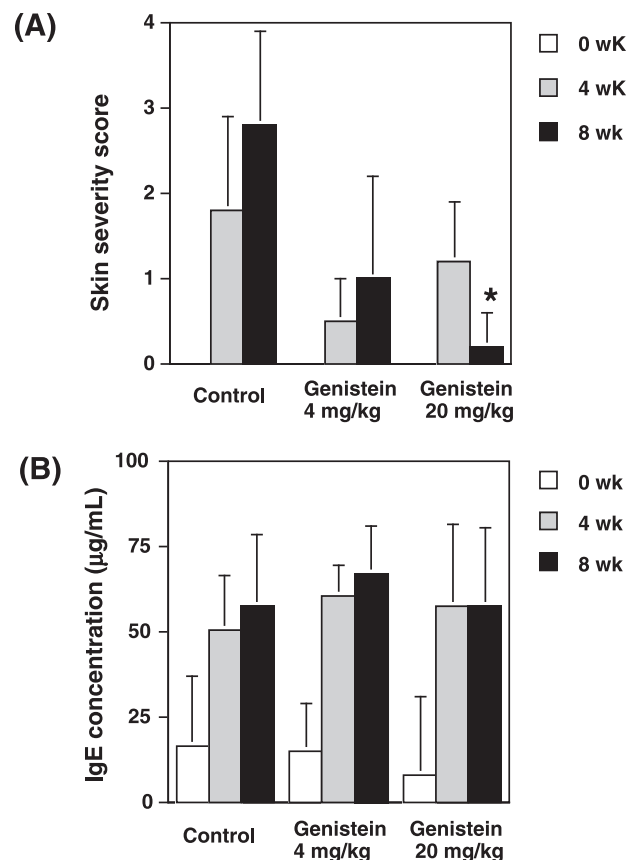 (A)
4
3
2
1
0
Skin severity score
0 wK
4 wK
8 wk
*
Control
Genistein
4 mg/kg
Genistein
20 mg/kg
(B)
100
75
50
25
0
IgE concentration (µg/mL)
0 wk
4 wk
8 wk
Control
Genistein
4 mg/kg
Genistein
20 mg/kg